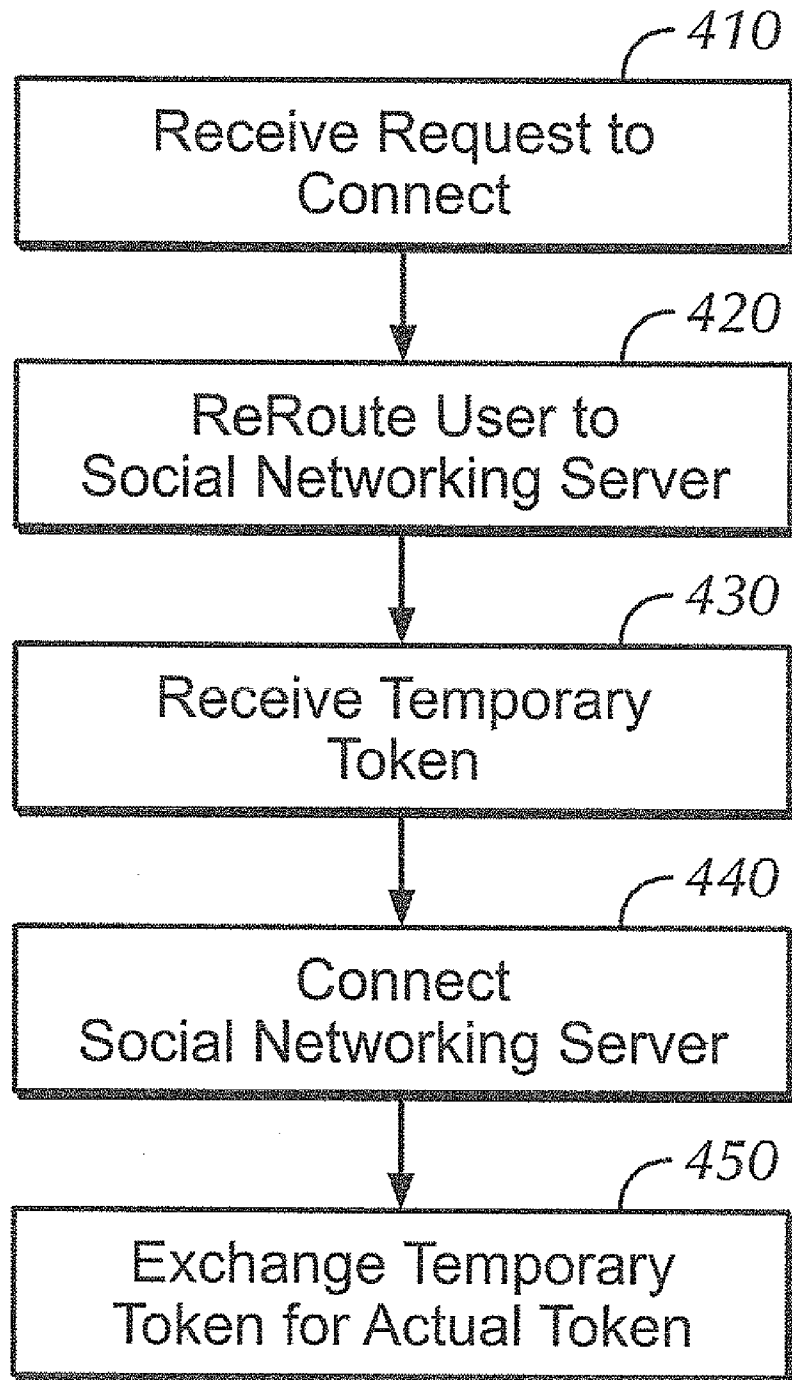 410
Receive Request to
Connect
420
ReRoute User to
Social Networking Server
430
Receive Temporary
Token
440
Connect
Social Networking Server
450
Exchange Temporary
Token for Actual Token